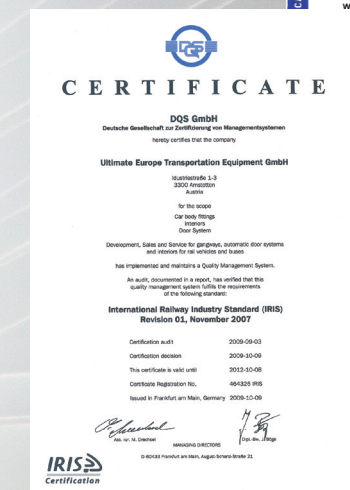 DQS
CERTIFICATE
DQS GmbH
Deutsche Gesellschaft zur Zertifizierung von Managementsystemen
hereby certifies that the company
Ultimate Europe Transportation Equipment GmbH
Idustriestraße 1-3
3300 Amstetten
Austria
for the scope
Car body fittings
Interiors
Door System
Development, Sales and Service for gangways, automatic door systems
and interiors for rail vehicles and buses
has implemented and maintains a Quality Management System.
An audit, documented in a report, has verified that this
quality management system fulfills the requirements
of the following standard:
International Railway Industry Standard (IRIS)
Revision 01, November 2007
Certification audit 2009-09-03
Certification decision 2009-10-09
This certificate is valid until 2012-10-08
Certificate Registration No. 464326 IRIS
Issued in Frankfurt am Main, Germany 2009-10-09
Ass. iur. M. Drechsel
MANAGING DIRECTORS
D-60433 Frankfurt am Main, August-Schanz-Straße 21
IRIS
Certification